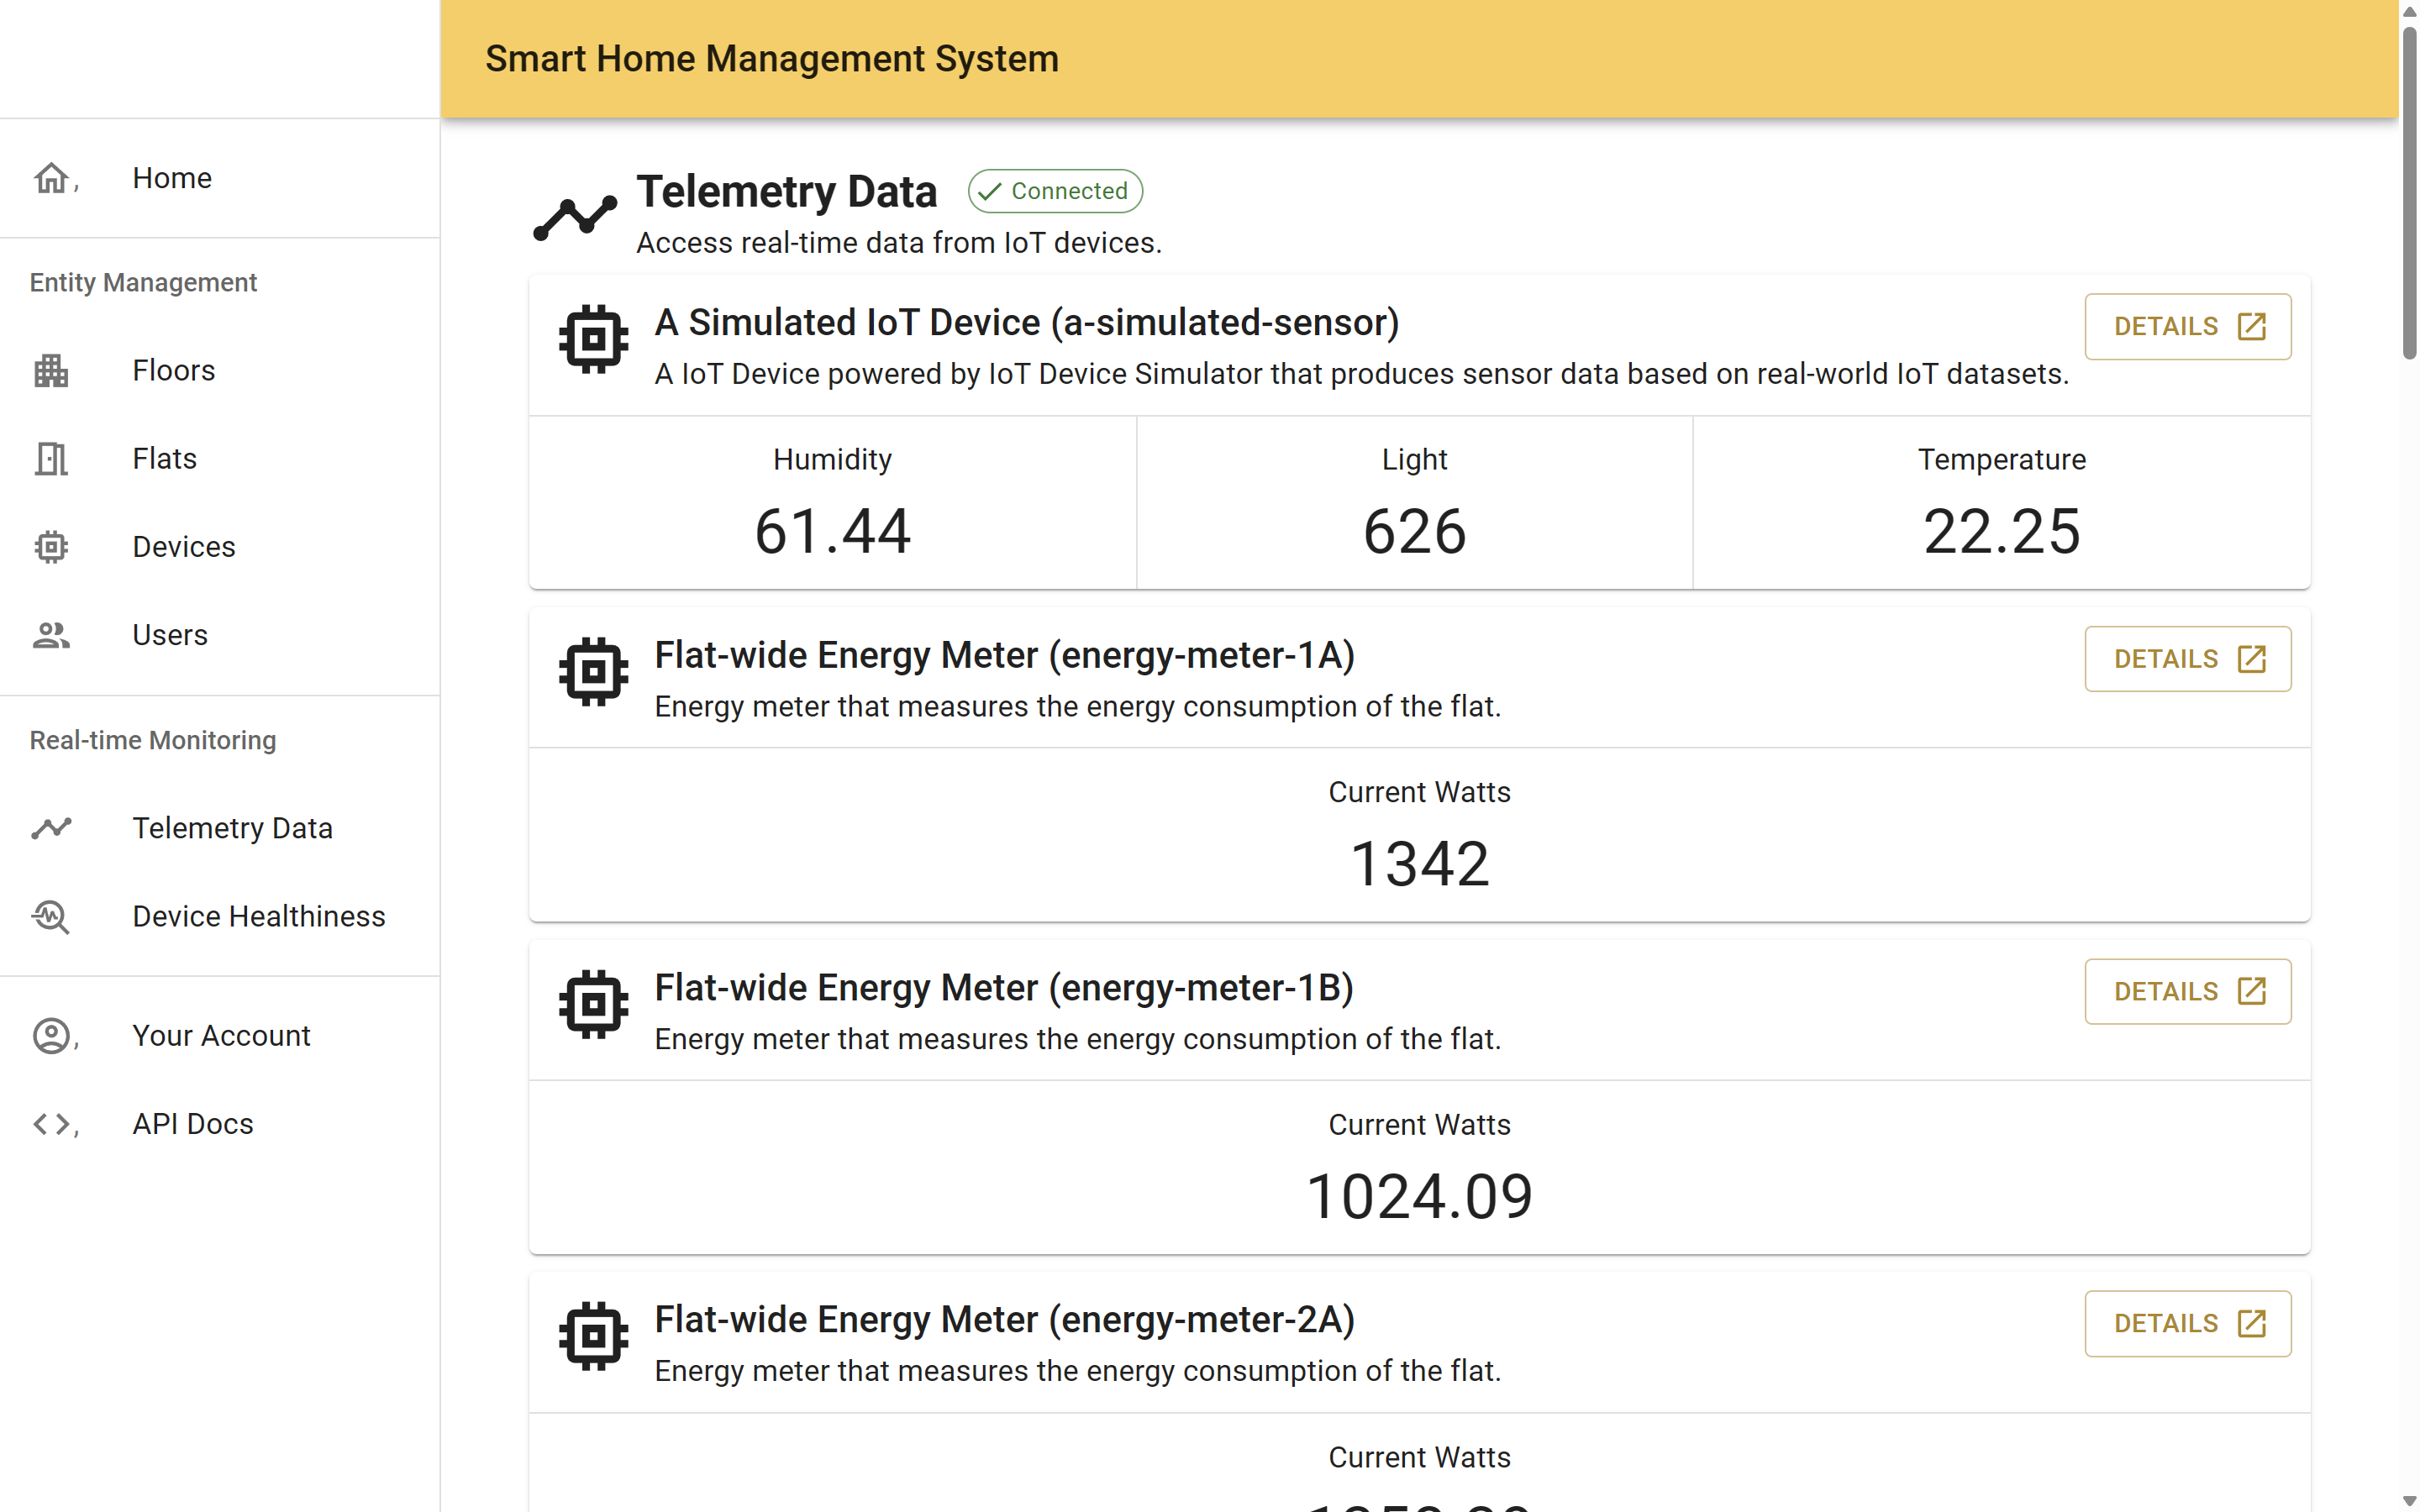 Smart Home Management System
Home
Entity Management
Floors
Flats
Devices
Users
Real-time Monitoring
Telemetry Data
Device Healthiness
Your Account
API Docs
Telemetry Data
Connected
Access real-time data from IoT devices.
A Simulated IoT Device (a-simulated-sensor)
DETAILS
A IoT Device powered by IoT Device Simulator that produces sensor data based on real-world IoT datasets.
Humidity
Light
Temperature
61.44
626
22.25
Flat-wide Energy Meter (energy-meter-1A)
DETAILS
Energy meter that measures the energy consumption of the flat.
Current Watts
1342
Flat-wide Energy Meter (energy-meter-1B)
DETAILS
Energy meter that measures the energy consumption of the flat.
Current Watts
1024.09
Flat-wide Energy Meter (energy-meter-2A)
DETAILS
Energy meter that measures the energy consumption of the flat.
Current Watts